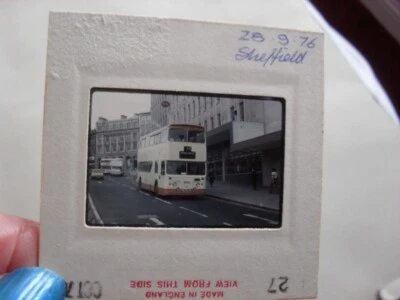 28.9.76
Sheffield
27
VIEW FROM THIS SIDE
MADE IN ENGLAND